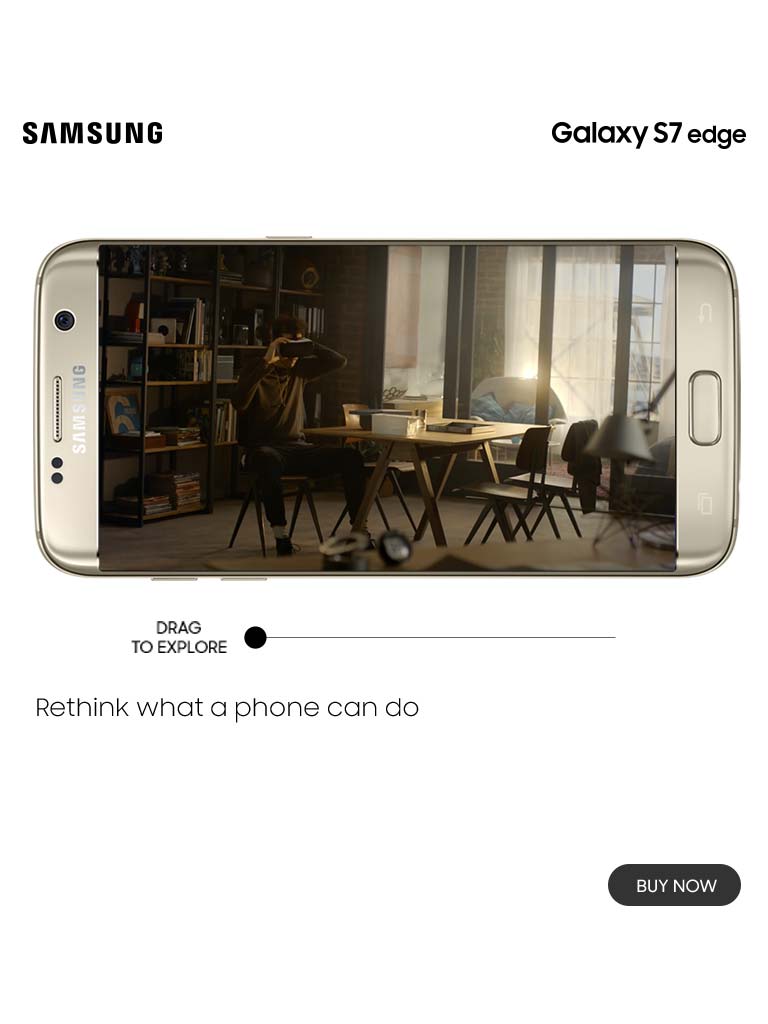 SAMSUNG
Galaxy S7 edge
SAMSUNG
DRAG
TO EXPLORE
Rethink what a phone can do
BUY NOW